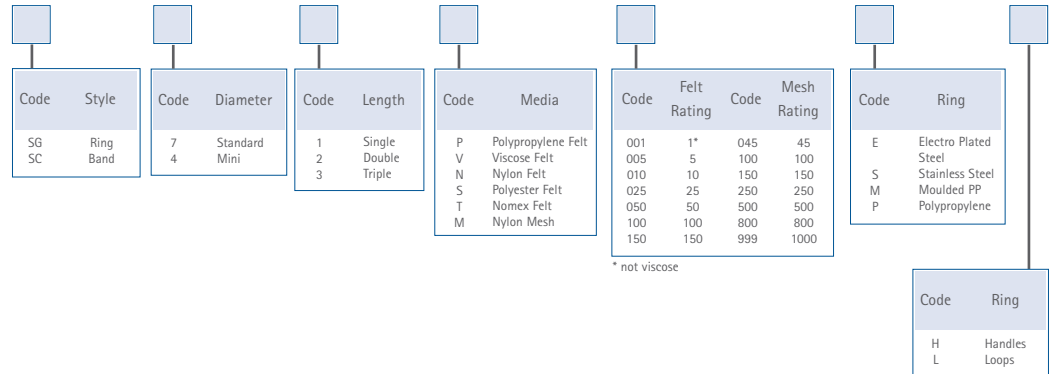 Code Style
SG Ring
SC Band
Code Diameter
7 Standard
4 Mini
Code Length
1 Single
2 Double
3 Triple
Code Media
P Polypropylene Felt
V Viscose Felt
N Nylon Felt
S Polyester Felt
T Nomex Felt
M Nylon Mesh
Code Felt Rating Code Mesh Rating
001 1* 045 45
005 5 100 100
010 10 150 150
025 25 250 250
050 50 500 500
100 100 800 800
150 150 999 1000
* not viscose
Code Ring
E Electro Plated
Steel
S Stainless Steel
M Moulded PP
P Polypropylene
Code Ring
H Handles
L Loops